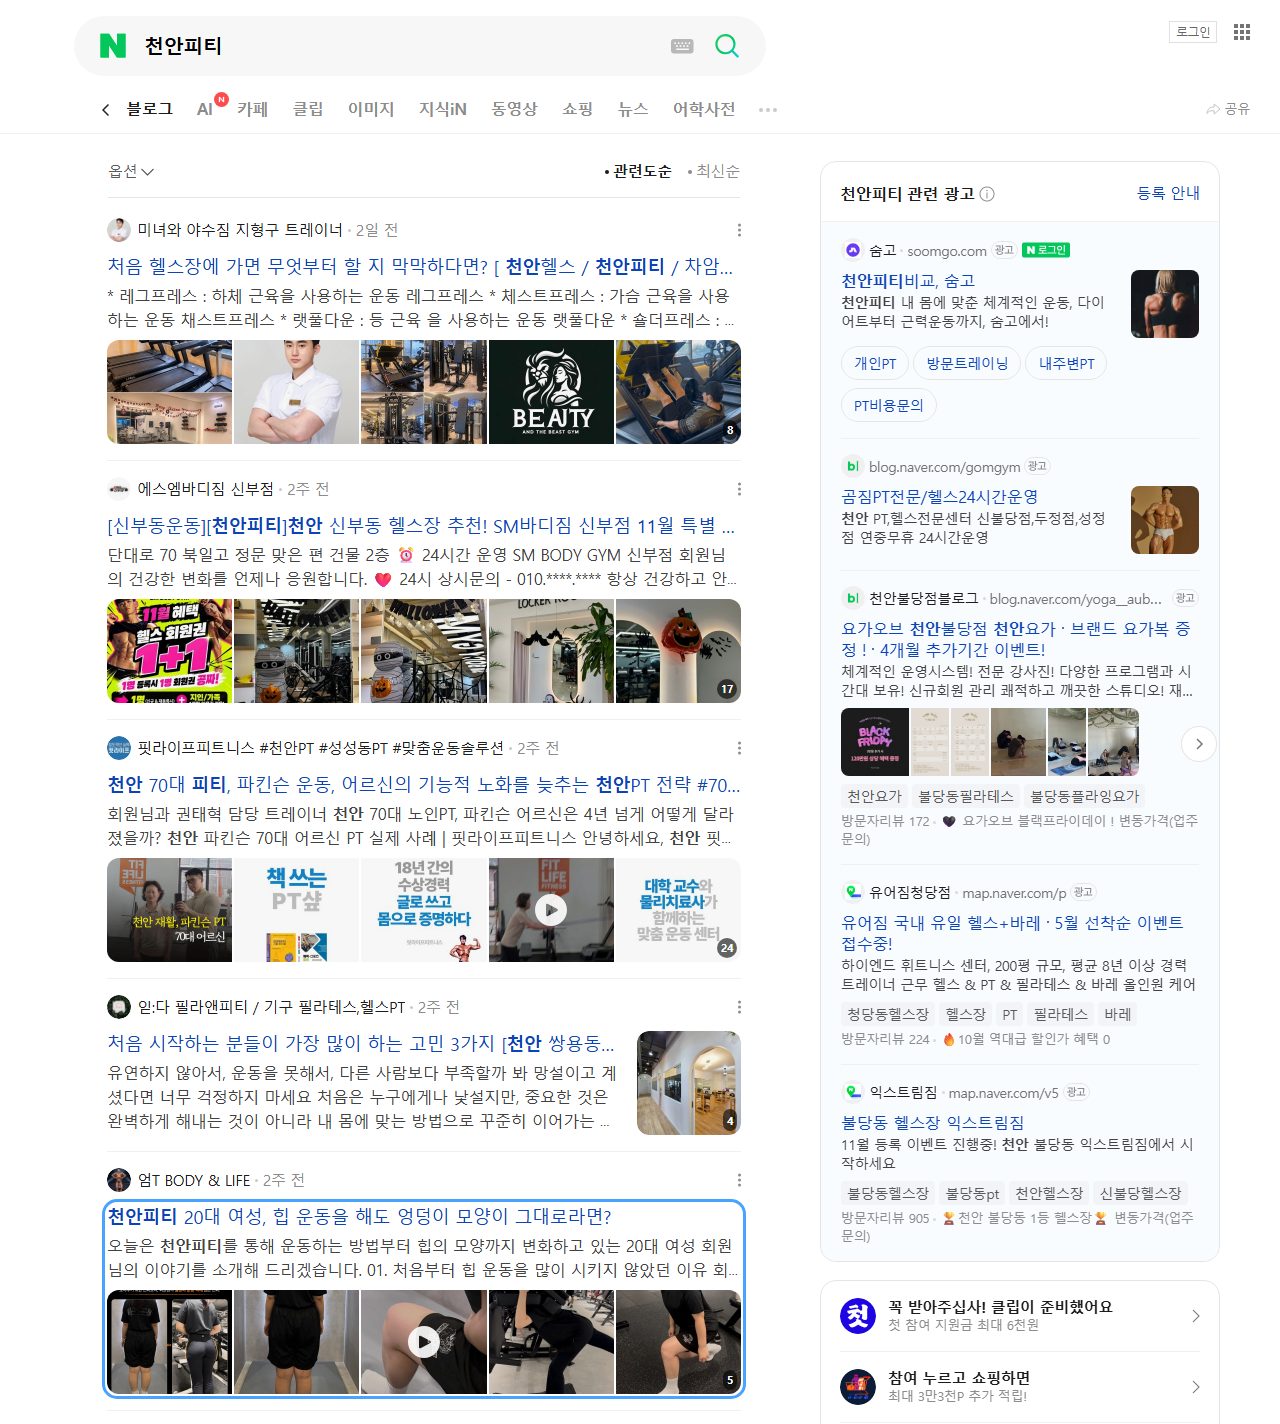 천안피티
로그인
블로그
AI
N
카페
클립
이미지
지식iN
동영상
쇼핑
뉴스
어학사전
공유
옵션
• 관련도순
• 최신순
미녀와 야수짐 지형구 트레이너 · 2일 전
처음 헬스장에 가면 무엇부터 할 지 막막하다면? [ 천안헬스 / 천안피티 / 차암...
* 레그프레스 : 하체 근육을 사용하는 운동 레그프레스 * 체스트프레스 : 가슴 근육을 사용
하는 운동 채스트프레스 * 랫풀다운 : 등 근육 을 사용하는 운동 랫풀다운 * 숄더프레스 : ...
BEAUTY
AND THE BEAST GYM
8
에스엠바디짐 신부점 · 2주 전
[신부동운동][천안피티]천안 신부동 헬스장 추천! SM바디짐 신부점 11월 특별 ...
단대로 70 북일고 정문 맞은 편 건물 2층 ⏰ 24시간 운영 SM BODY GYM 신부점 회원님
의 건강한 변화를 언제나 응원합니다. ❤️ 24시 상시문의 - 010.****.**** 항상 건강하고 안...
11월 혜택
헬스 회원권
1+1
1명 등록시 1명 회원권 공짜!
HALLOWEEN
LOCKER ROOM
17
핏라이프피트니스 #천안PT #성성동PT #맞춤운동솔루션 · 2주 전
천안 70대 피티, 파킨슨 운동, 어르신의 기능적 노화를 늦추는 천안PT 전략 #70...
회원님과 권태혁 담당 트레이너 천안 70대 노인PT, 파킨슨 어르신은 4년 넘게 어떻게 달라
졌을까? 천안 파킨슨 70대 어르신 PT 실제 사례 | 핏라이프피트니스 안녕하세요, 천안 핏...
천안 재활, 파킨슨 PT
70대 어르신
책 쓰는
PT샵
18년 간의
수상경력
글로 쓰고
몸으로 증명하다
핏라이프피트니스
FIT
LIFE
FITNESS
대학 교수와
물리치료사가
함께하는
맞춤 운동 센터
24
읻:다 필라앤피티 / 기구 필라테스,헬스PT · 2주 전
처음 시작하는 분들이 가장 많이 하는 고민 3가지 [천안 쌍용동...
유연하지 않아서, 운동을 못해서, 다른 사람보다 부족할까 봐 망설이고 계
셨다면 너무 걱정하지 마세요 처음은 누구에게나 낯설지만, 중요한 것은
완벽하게 해내는 것이 아니라 내 몸에 맞는 방법으로 꾸준히 이어가는 ...
4
엄T BODY & LIFE · 2주 전
천안피티 20대 여성, 힙 운동을 해도 엉덩이 모양이 그대로라면?
오늘은 천안피티를 통해 운동하는 방법부터 힙의 모양까지 변화하고 있는 20대 여성 회원
님의 이야기를 소개해 드리겠습니다. 01. 처음부터 힙 운동을 많이 시키지 않았던 이유 회...
5
천안피티 관련 광고
등록 안내
숨고 · soomgo.com 광고 N 로그인
천안피티비교, 숨고
천안피티 내 몸에 맞춘 체계적인 운동, 다이
어트부터 근력운동까지, 숨고에서!
개인PT
방문트레이닝
내주변PT
PT비용문의
bl blog.naver.com/gomgym 광고
곰짐PT전문/헬스24시간운영
천안 PT,헬스전문센터 신불당점,두정점,성정
점 연중무휴 24시간운영
bl 천안불당점블로그 · blog.naver.com/yoga__aub... 광고
요가오브 천안불당점 천안요가 · 브랜드 요가복 증
정 ! · 4개월 추가기간 이벤트!
체계적인 운영시스템! 전문 강사진! 다양한 프로그램과 시
간대 보유! 신규회원 관리 쾌적하고 깨끗한 스튜디오! 재...
BLACK
FRIDAY
천안요가
불당동필라테스
불당동플라잉요가
방문자리뷰 172 · 🖤 요가오브 블랙프라이데이 ! 변동가격(업주
문의)
유어짐청당점 · map.naver.com/p 광고
유어짐 국내 유일 헬스+바레 · 5월 선착순 이벤트
접수중!
하이엔드 휘트니스 센터, 200평 규모, 평균 8년 이상 경력
트레이너 근무 헬스 & PT & 필라테스 & 바레 올인원 케어
청당동헬스장
헬스장
PT
필라테스
바레
방문자리뷰 224 · 🔥10월 역대급 할인가 혜택 0
익스트림짐 · map.naver.com/v5 광고
불당동 헬스장 익스트림짐
11월 등록 이벤트 진행중! 천안 불당동 익스트림짐에서 시
작하세요
불당동헬스장
불당동pt
천안헬스장
신불당헬스장
방문자리뷰 905 · 🏆천안 불당동 1등 헬스장🏆 변동가격(업주
문의)
첫
꼭 받아주십사! 클립이 준비했어요
첫 참여 지원금 최대 6천원
참여 누르고 쇼핑하면
최대 3만3천P 추가 적립!